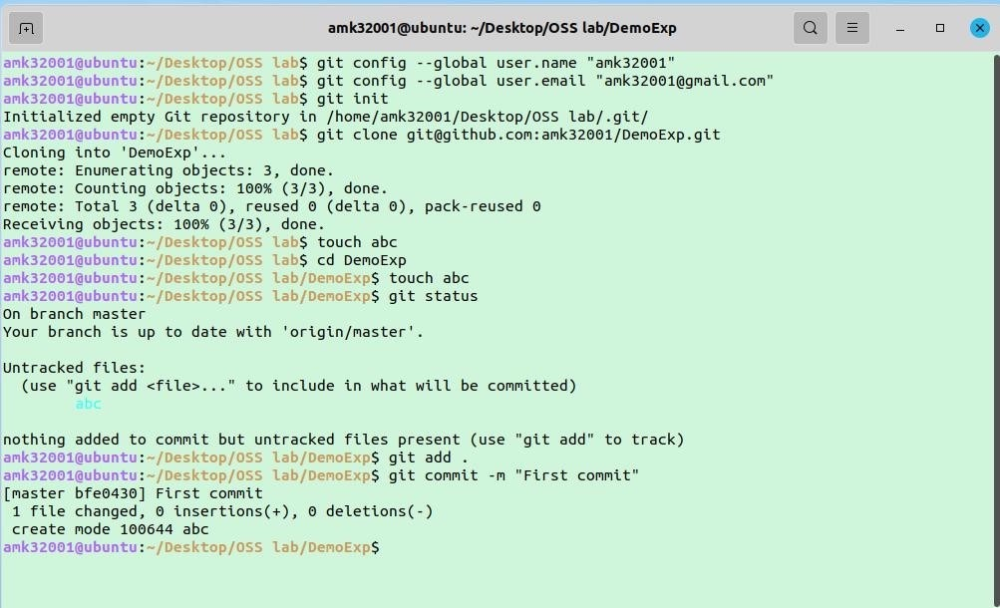 amk32001@ubuntu: ~/Desktop/OSS lab/DemoExp
amk32001@ubuntu:~/Desktop/OSS lab$ git config --global user.name "amk32001"
amk32001@ubuntu:~/Desktop/OSS lab$ git config --global user.email "amk32001@gmail.com"
amk32001@ubuntu:~/Desktop/OSS lab$ git init
Initialized empty Git repository in /home/amk32001/Desktop/OSS lab/.git/
amk32001@ubuntu:~/Desktop/OSS lab$ git clone git@github.com:amk32001/DemoExp.git
Cloning into 'DemoExp'...
remote: Enumerating objects: 3, done.
remote: Counting objects: 100% (3/3), done.
remote: Total 3 (delta 0), reused 0 (delta 0), pack-reused 0
Receiving objects: 100% (3/3), done.
amk32001@ubuntu:~/Desktop/OSS lab$ touch abc
amk32001@ubuntu:~/Desktop/OSS lab$ cd DemoExp
amk32001@ubuntu:~/Desktop/OSS lab/DemoExp$ touch abc
amk32001@ubuntu:~/Desktop/OSS lab/DemoExp$ git status
On branch master
Your branch is up to date with 'origin/master'.

Untracked files:
  (use "git add <file>..." to include in what will be committed)
        abc

nothing added to commit but untracked files present (use "git add" to track)
amk32001@ubuntu:~/Desktop/OSS lab/DemoExp$ git add .
amk32001@ubuntu:~/Desktop/OSS lab/DemoExp$ git commit -m "First commit"
[master bfe0430] First commit
 1 file changed, 0 insertions(+), 0 deletions(-)
 create mode 100644 abc
amk32001@ubuntu:~/Desktop/OSS lab/DemoExp$